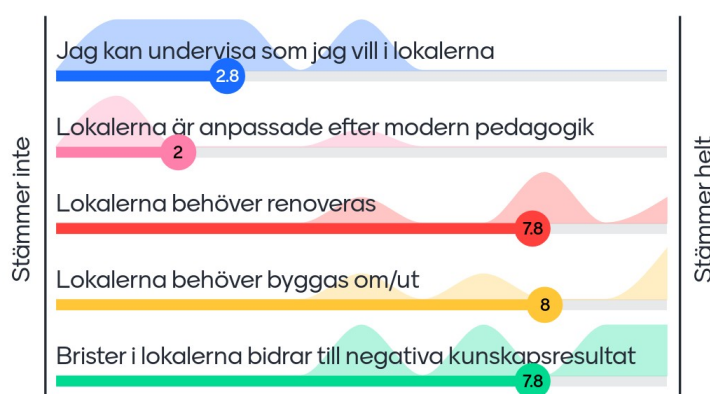 Jag kan undervisa som jag vill i lokalerna
2.8
Lokalerna är anpassade efter modern pedagogik
2
Lokalerna behöver renoveras
7.8
Lokalerna behöver byggas om/ut
8
Brister i lokalerna bidrar till negativa kunskapsresultat
7.8
Stämmer inte
Stämmer helt